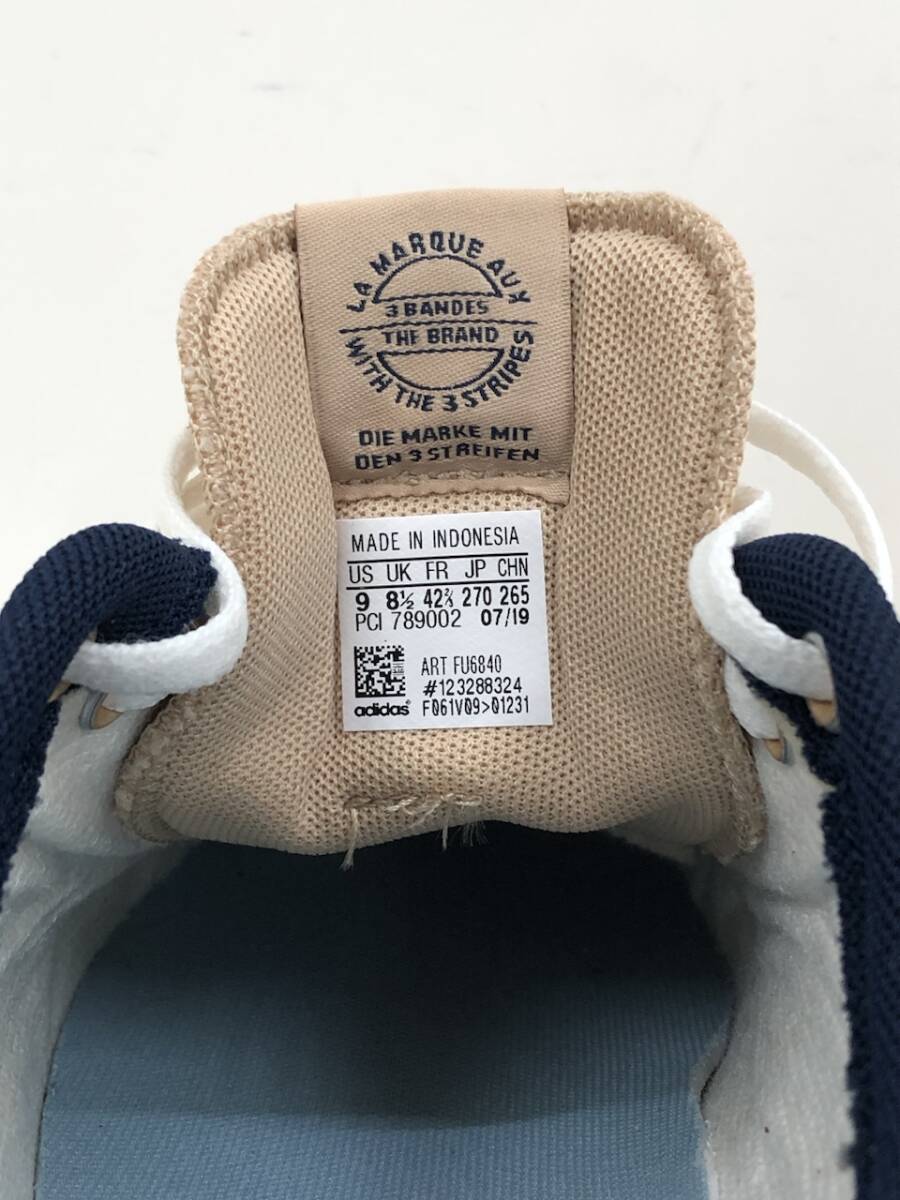 LA MARQUE AUX
3 BANDES
THE BRAND
WITH THE 3 STRIPES
DIE MARKE MIT
DEN 3 STREIFEN
MADE IN INDONESIA
US UK FR JP CHN
9 8½ 42⅔ 270 265
PCI 789002 07/19
ART FU6840
#123288324
adidas F061V09>01231